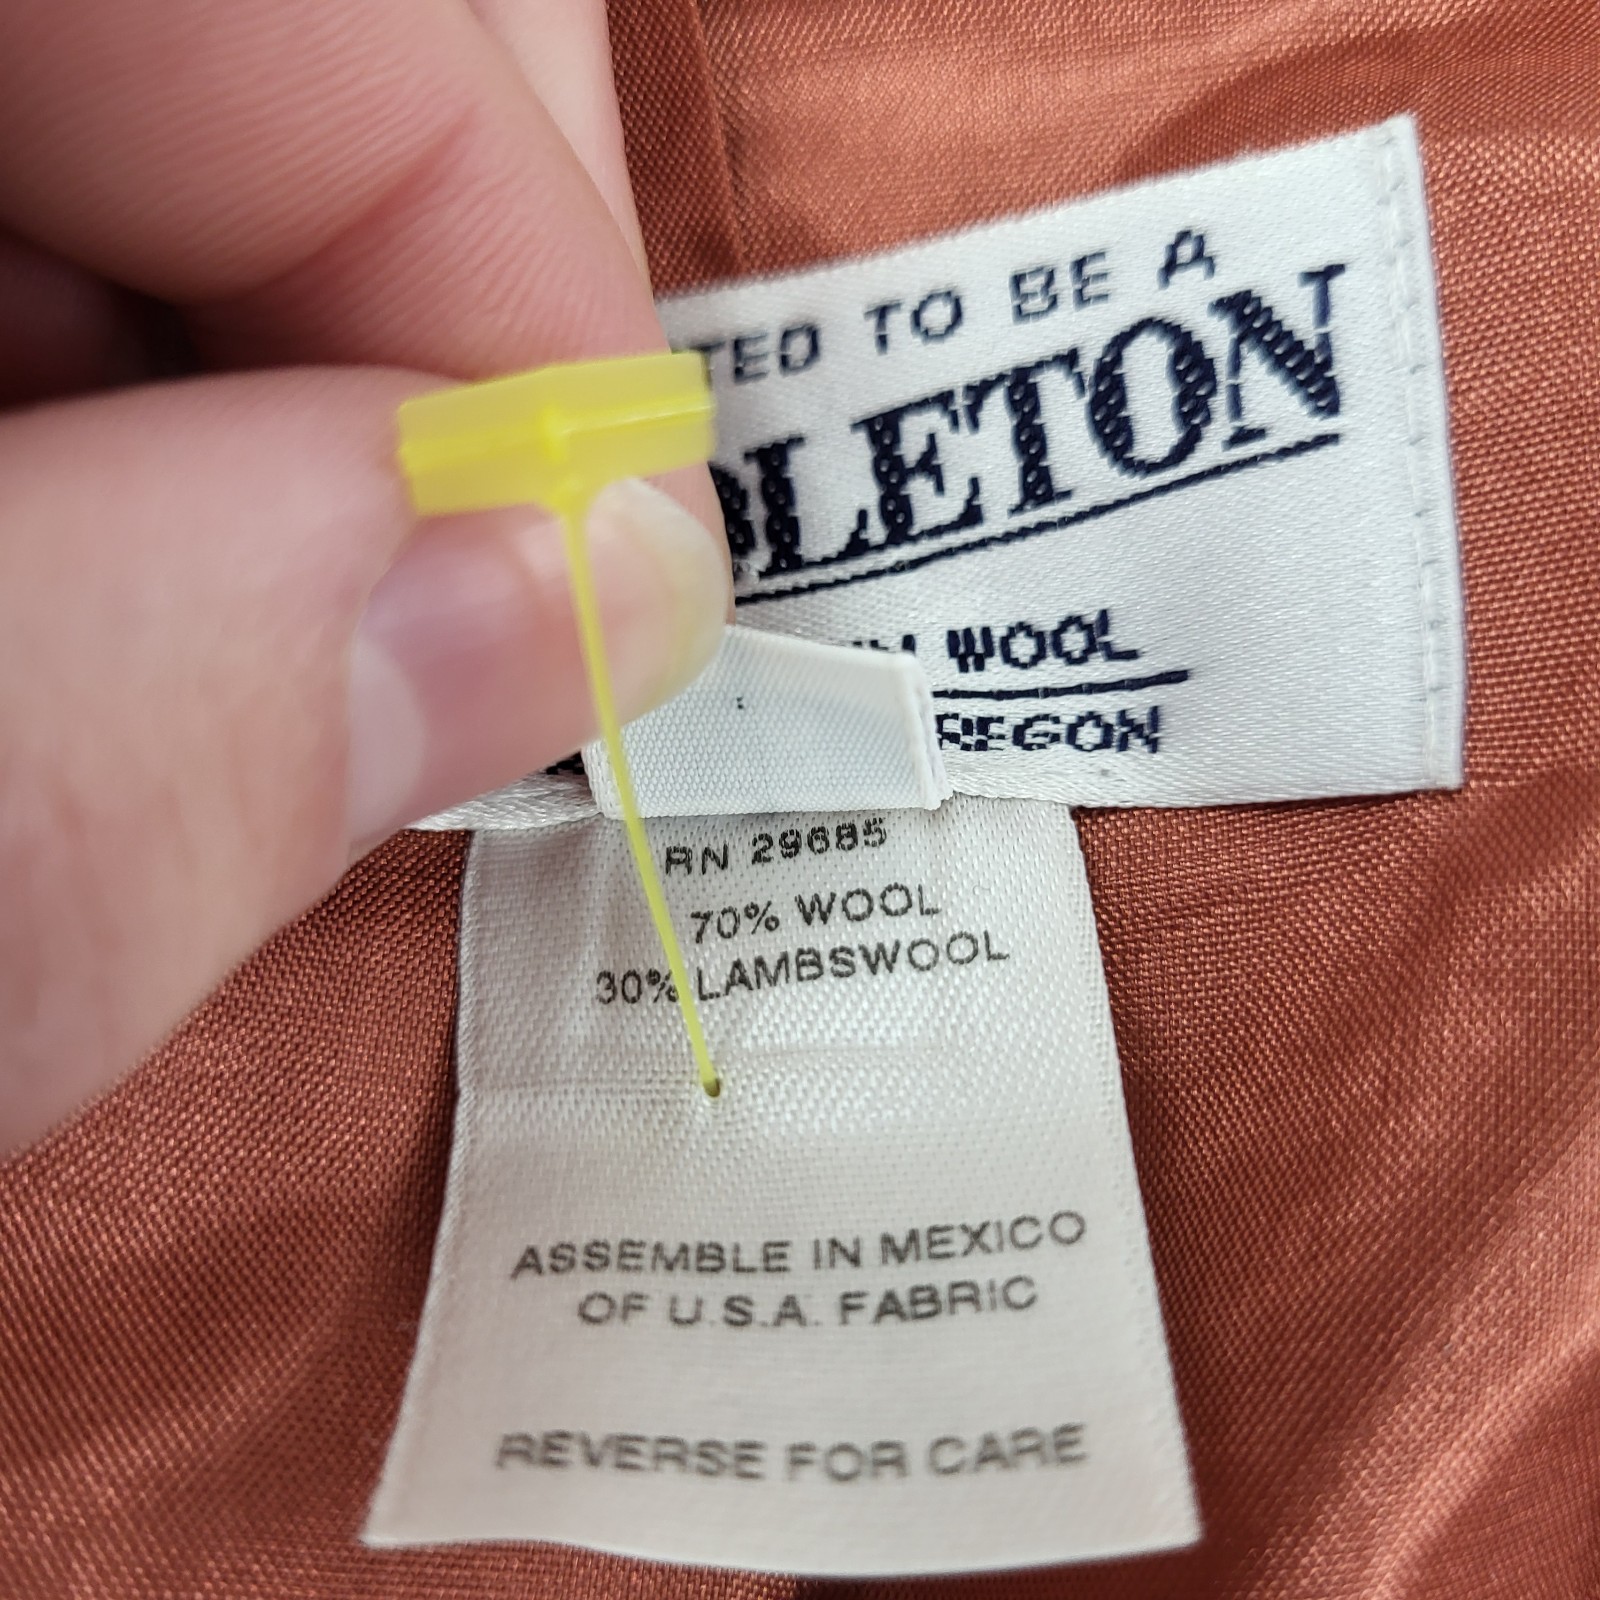 TED TO BE A
PLETON
WOOL
REGON
RN 29685
70% WOOL
30% LAMBSWOOL
ASSEMBLE IN MEXICO
OF U.S.A. FABRIC
REVERSE FOR CARE